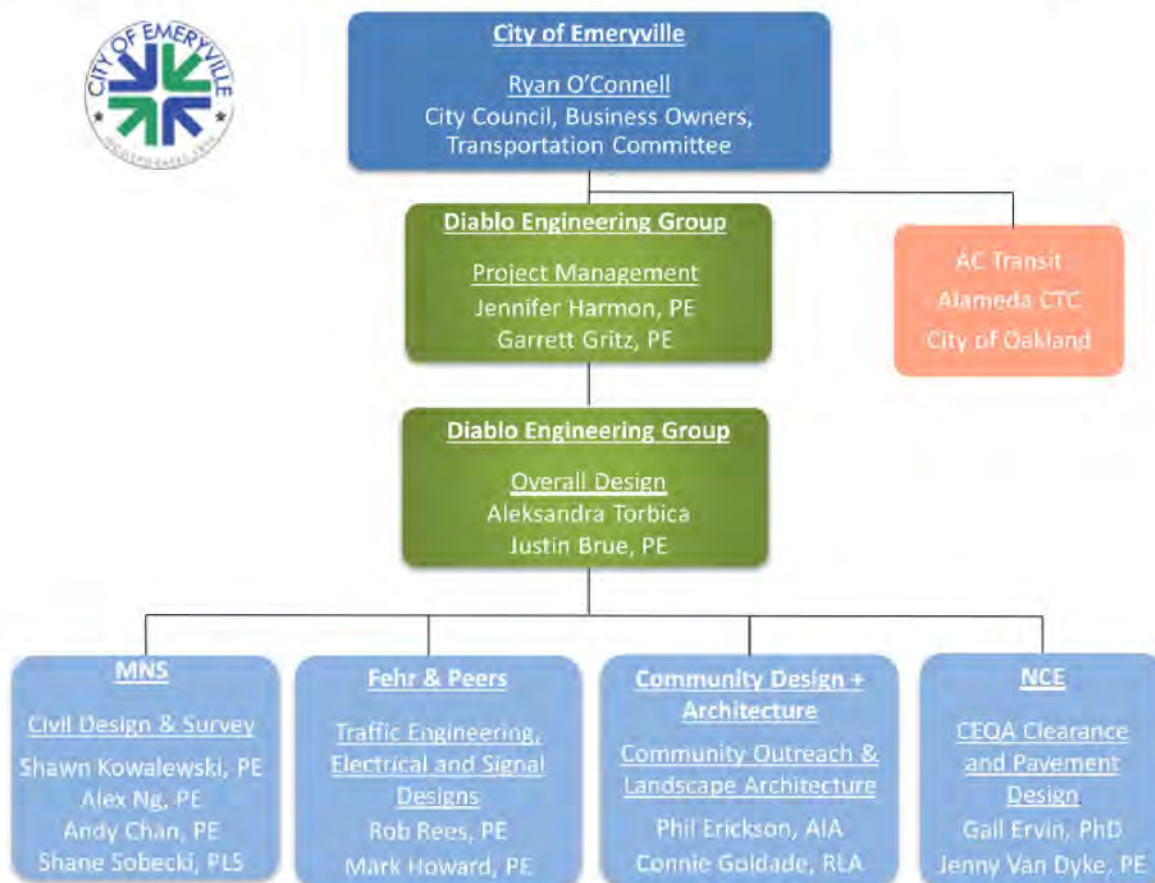 CITY OF EMERYVILLE
City of Emeryville
Ryan O'Connell
City Council, Business Owners,
Transportation Committee
Diablo Engineering Group
Project Management
Jennifer Harmon, PE
Garrett Gritz, PE
AC Transit
Alameda CTC
City of Oakland
Diablo Engineering Group
Overall Design
Aleksandra Torbica
Justin Brue, PE
MNS
Civil Design & Survey
Shawn Kowalewski, PE
Alex Ng, PE
Andy Chan, PE
Shane Sobecki, PLS
Fehr & Peers
Traffic Engineering,
Electrical and Signal
Designs
Rob Rees, PE
Mark Howard, PE
Community Design +
Architecture
Community Outreach &
Landscape Architecture
Phil Erickson, AIA
Connie Goldade, RLA
NCE
CEQA Clearance
and Pavement
Design
Gail Ervin, PhD
Jenny Van Dyke, PE